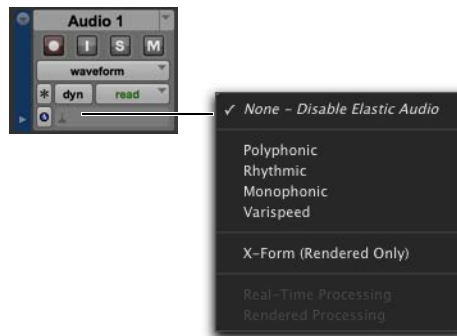 Audio 1
I S M
waveform
* dyn read
✓ None – Disable Elastic Audio
Polyphonic
Rhythmic
Monophonic
Varispeed
X-Form (Rendered Only)
Real-Time Processing
Rendered Processing